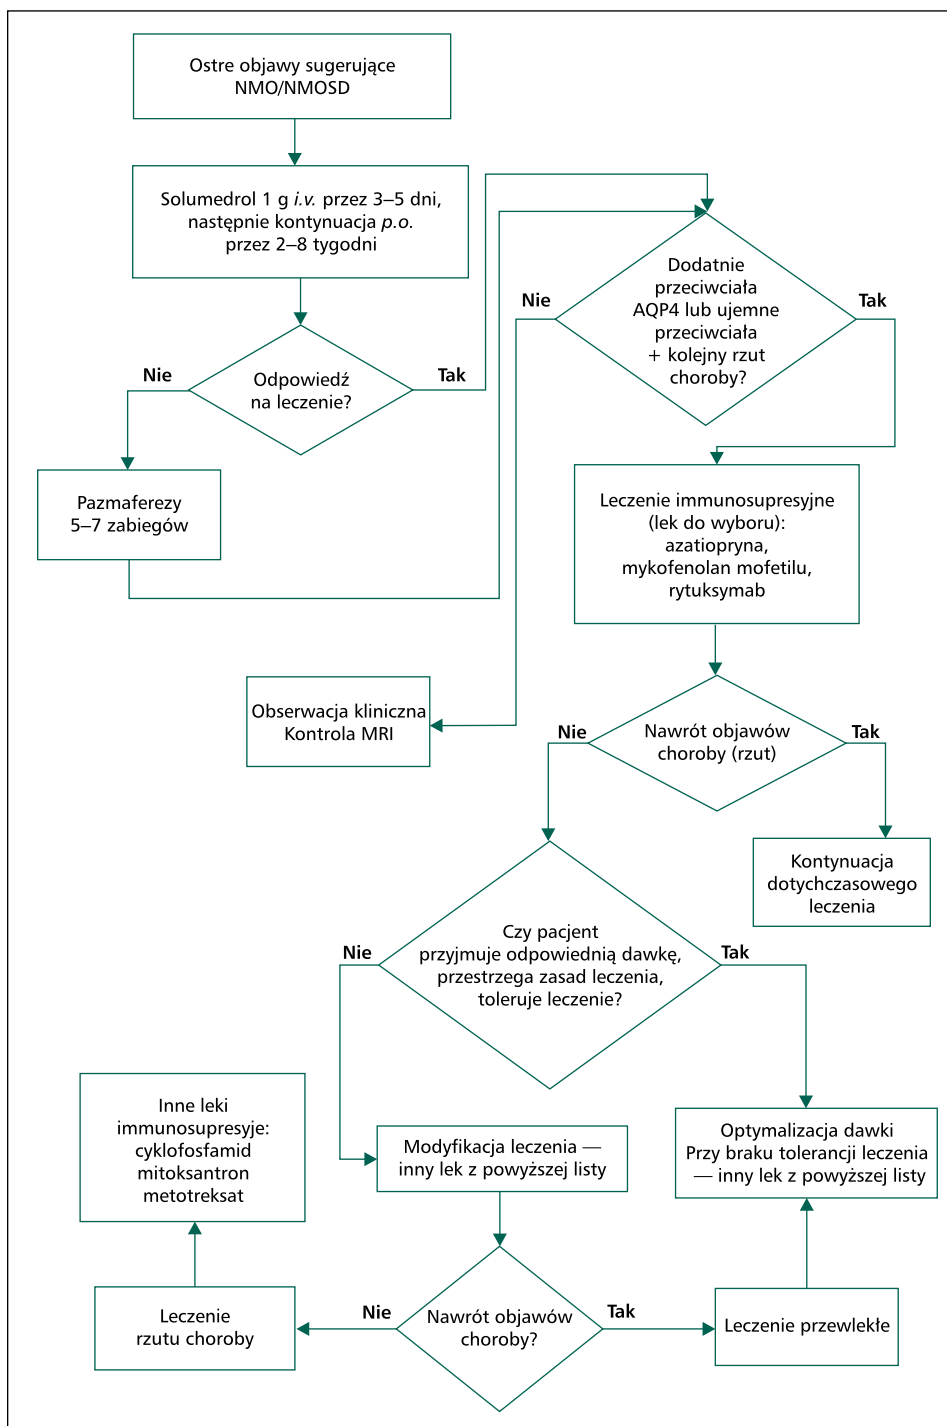 Ostre objawy sugerujące
NMO/NMOSD
Solumedrol 1 g i.v. przez 3–5 dni,
następnie kontynuacja p.o.
przez 2–8 tygodni
Odpowiedź
na leczenie?
Nie
Tak
Pazmaferezy
5–7 zabiegów
Dodatnie
przeciwciała
AQP4 lub ujemne
przeciwciała
+ kolejny rzut
choroby?
Nie
Tak
Leczenie immunosupresyjne
(lek do wyboru):
azatiopryna,
mykofenolan mofetilu,
rytuksymab
Obserwacja kliniczna
Kontrola MRI
Nawrót objawów
choroby (rzut)
Nie
Tak
Kontynuacja
dotychczasowego
leczenia
Czy pacjent
przyjmuje odpowiednią dawkę,
przestrzega zasad leczenia,
toleruje leczenie?
Nie
Tak
Inne leki
immunosupresyje:
cyklofosfamid
mitoksantron
metotreksat
Modyfikacja leczenia —
inny lek z powyższej listy
Optymalizacja dawki
Przy braku tolerancji leczenia
— inny lek z powyższej listy
Leczenie
rzutu choroby
Nie
Nawrót objawów
choroby?
Tak
Leczenie przewlekłe